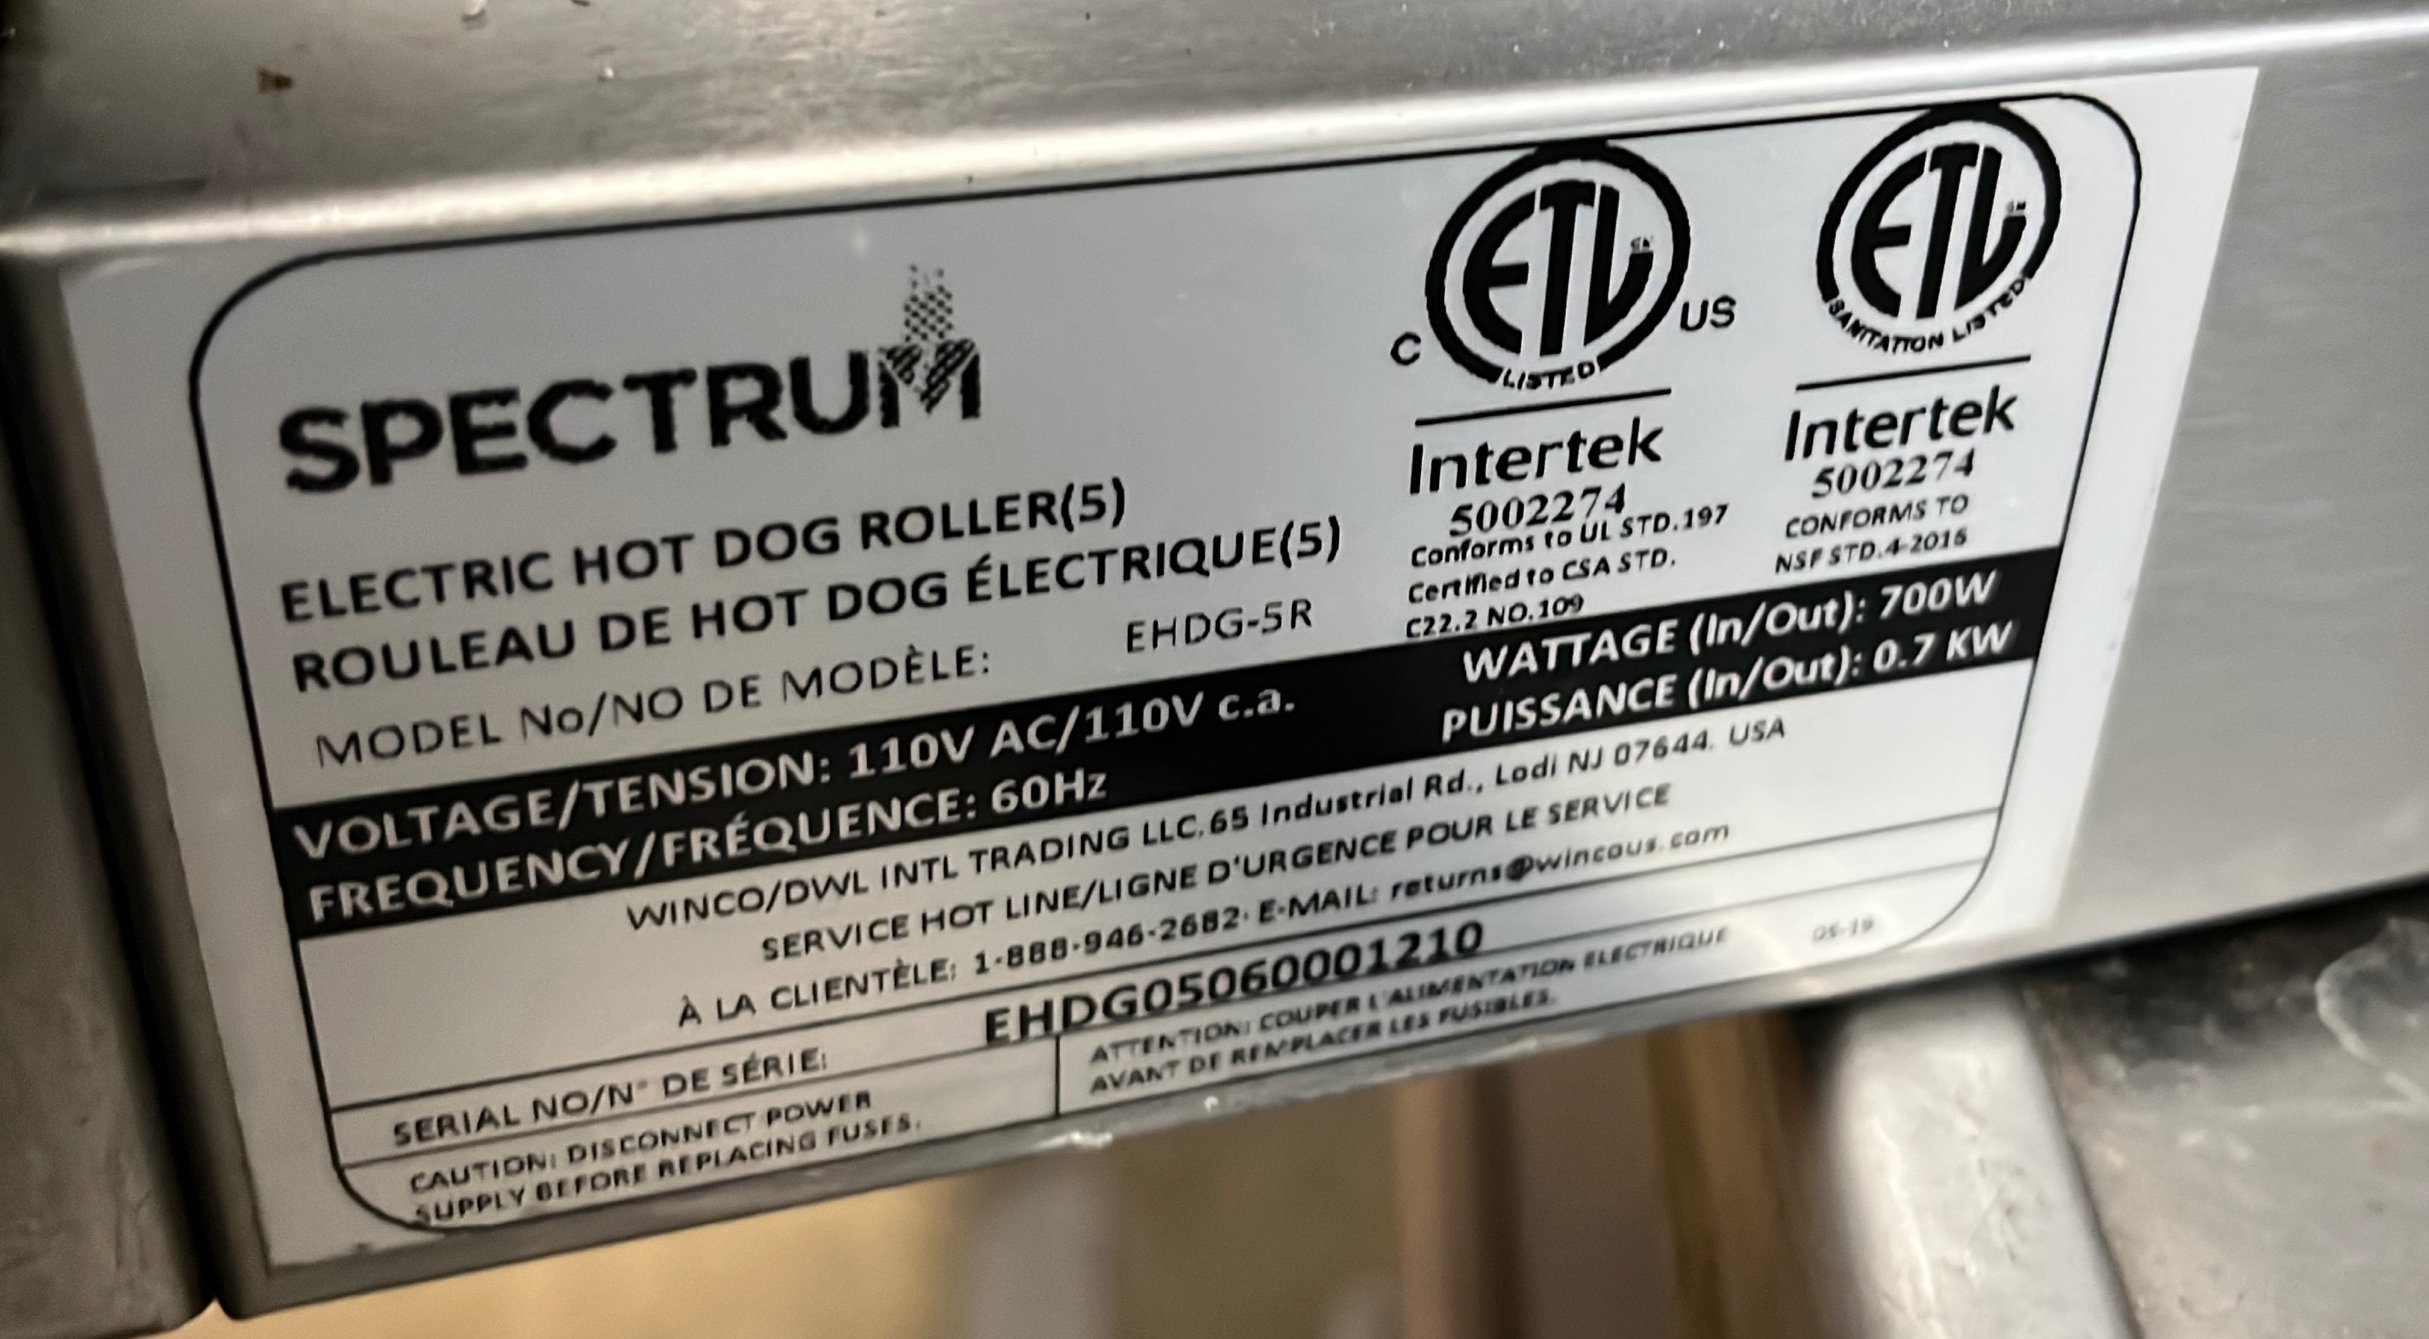 SPECTRUM
ELECTRIC HOT DOG ROLLER(5)
ROULEAU DE HOT DOG ÉLECTRIQUE(5)
MODEL No/NO DE MODÈLE: EHDG-5R
C ETL US
LISTED
Intertek
5002274
Conforms to UL STD.197
Certified to CSA STD.
C22.2 NO.109
ETL
SANITATION LISTED
Intertek
5002274
CONFORMS TO
NSF STD.4-2016
VOLTAGE/TENSION: 110V AC/110V c.a.
FREQUENCY/FRÉQUENCE: 60Hz
WATTAGE (In/Out): 700W
PUISSANCE (In/Out): 0.7 KW
WINCO/DWL INTL TRADING LLC.65 Industrial Rd., Lodi NJ 07644. USA
SERVICE HOT LINE/LIGNE D'URGENCE POUR LE SERVICE
À LA CLIENTÈLE: 1-888-946-2682· E-MAIL: returns@wincous.com
SERIAL NO/N° DE SÉRIE: EHDG05060001210
CAUTION: DISCONNECT POWER
SUPPLY BEFORE REPLACING FUSES.
ATTENTION: COUPER L'ALIMENTATION ELECTRIQUE
AVANT DE REMPLACER LES FUSIBLES.
05-19